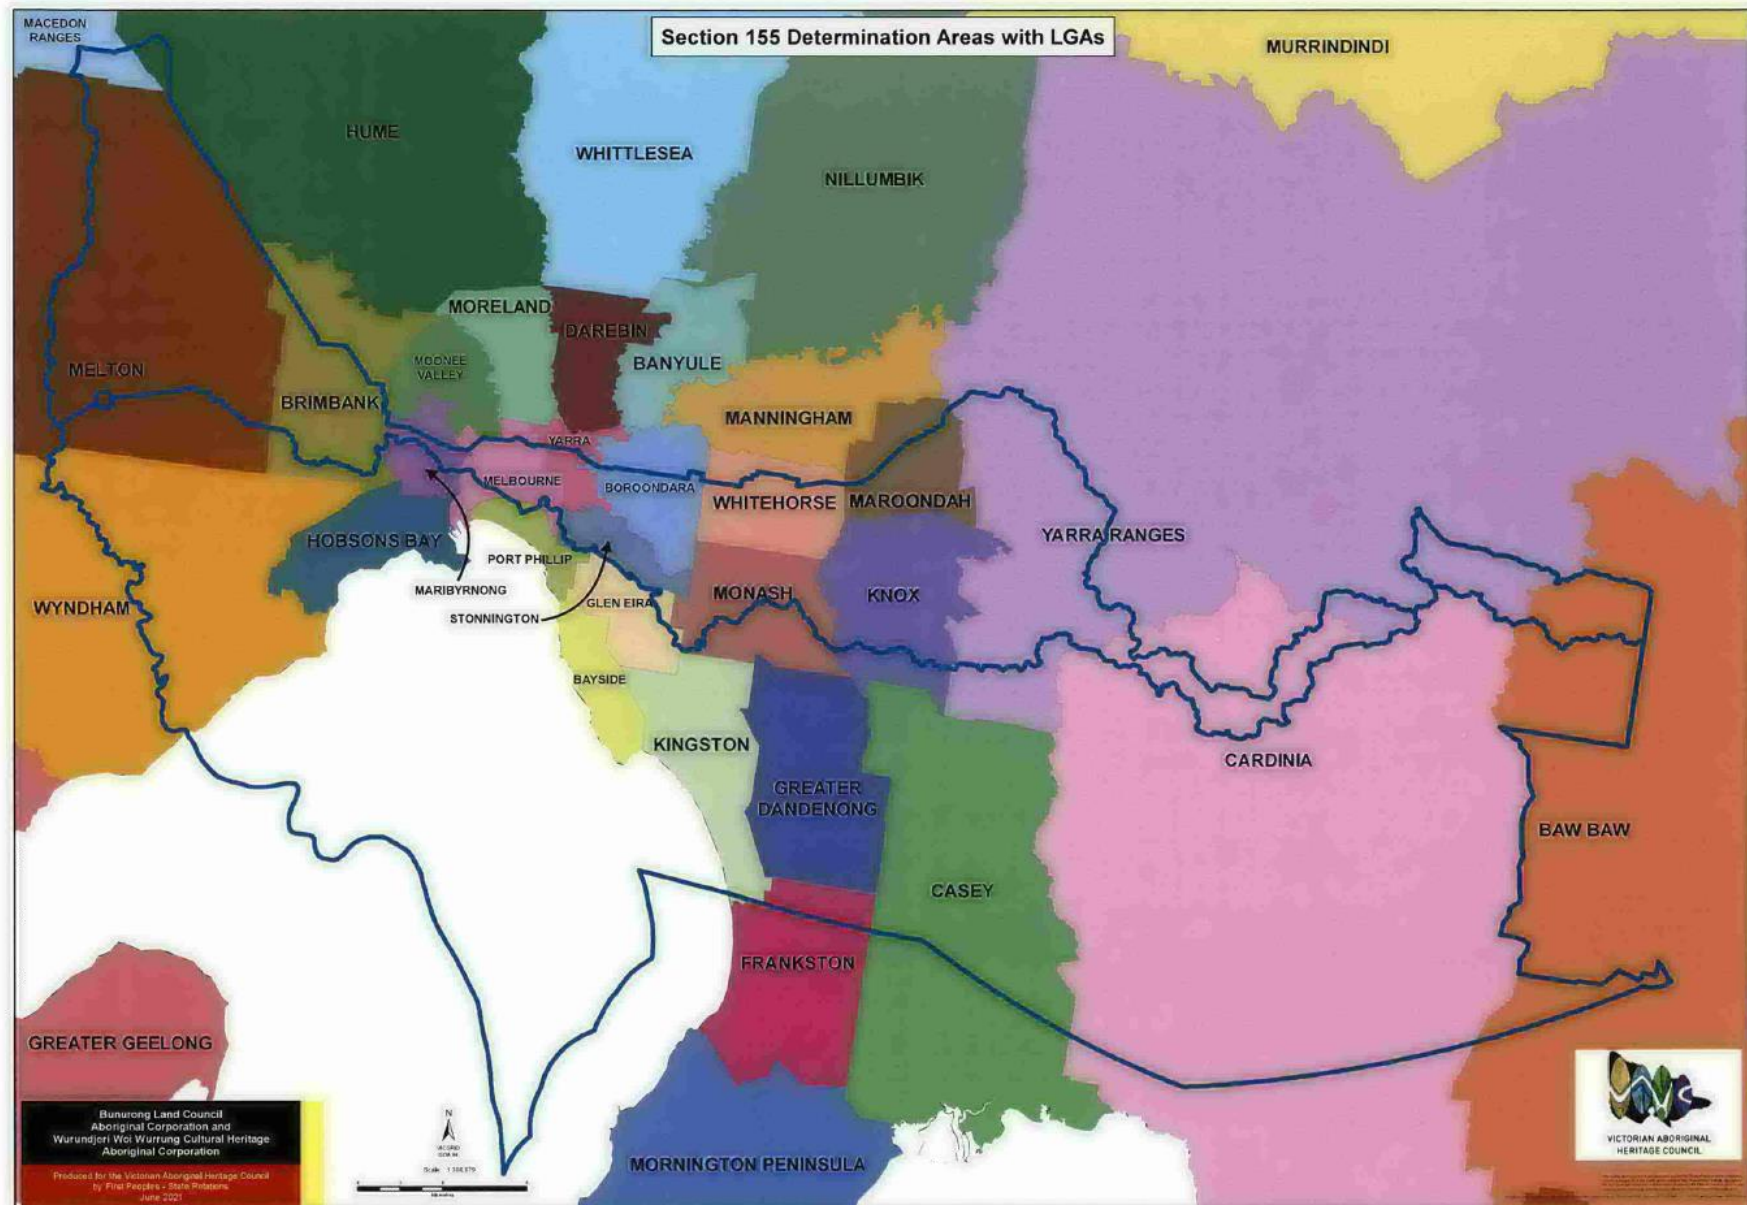 MACEDON
RANGES
Section 155 Determination Areas with LGAs
MURRINDINDI
HUME
WHITTLESEA
NILLUMBIK
MORELAND
DAREBIN
MOONEE
VALLEY
BANYULE
MELTON
BRIMBANK
MANNINGHAM
YARRA
MELBOURNE
BOROONDARA
WHITEHORSE
MAROONDAH
HOBSONS BAY
PORT PHILLIP
YARRA RANGES
MARIBYRNONG
WYNDHAM
GLEN EIRA
MONASH
KNOX
STONNINGTON
BAYSIDE
KINGSTON
CARDINIA
GREATER
DANDENONG
BAW BAW
CASEY
FRANKSTON
GREATER GEELONG
MORNINGTON PENINSULA
Bunurong Land Council
Aboriginal Corporation and
Wurundjeri Woi Wurrung Cultural Heritage
Aboriginal Corporation
Produced for the Victorian Aboriginal Heritage Council
by First Peoples - State Relations
June 2021
N
Scale
VICTORIAN ABORIGINAL
HERITAGE COUNCIL